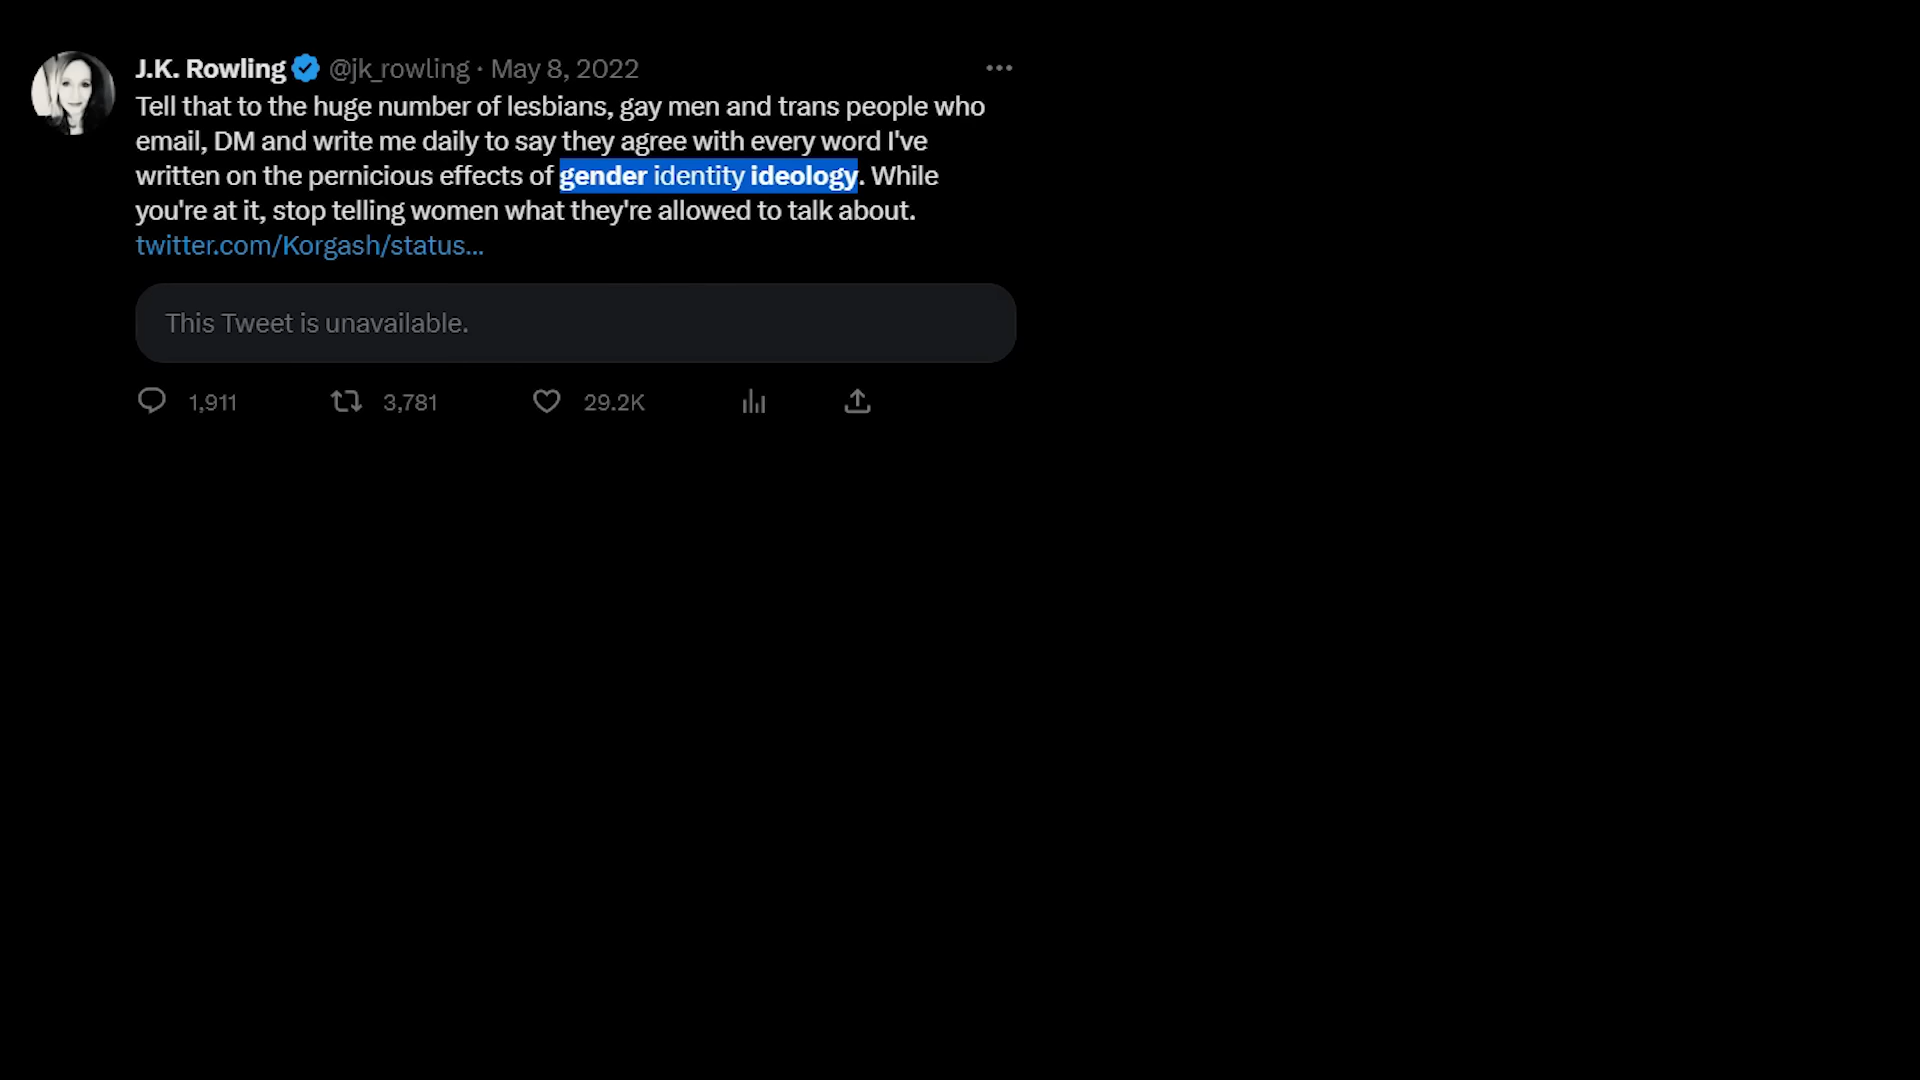 J.K. Rowling @jk_rowling · May 8, 2022
Tell that to the huge number of lesbians, gay men and trans people who
email, DM and write me daily to say they agree with every word I've
written on the pernicious effects of gender identity ideology. While
you're at it, stop telling women what they're allowed to talk about.
twitter.com/Korgash/status...
This Tweet is unavailable.
1,911 3,781 29.2K